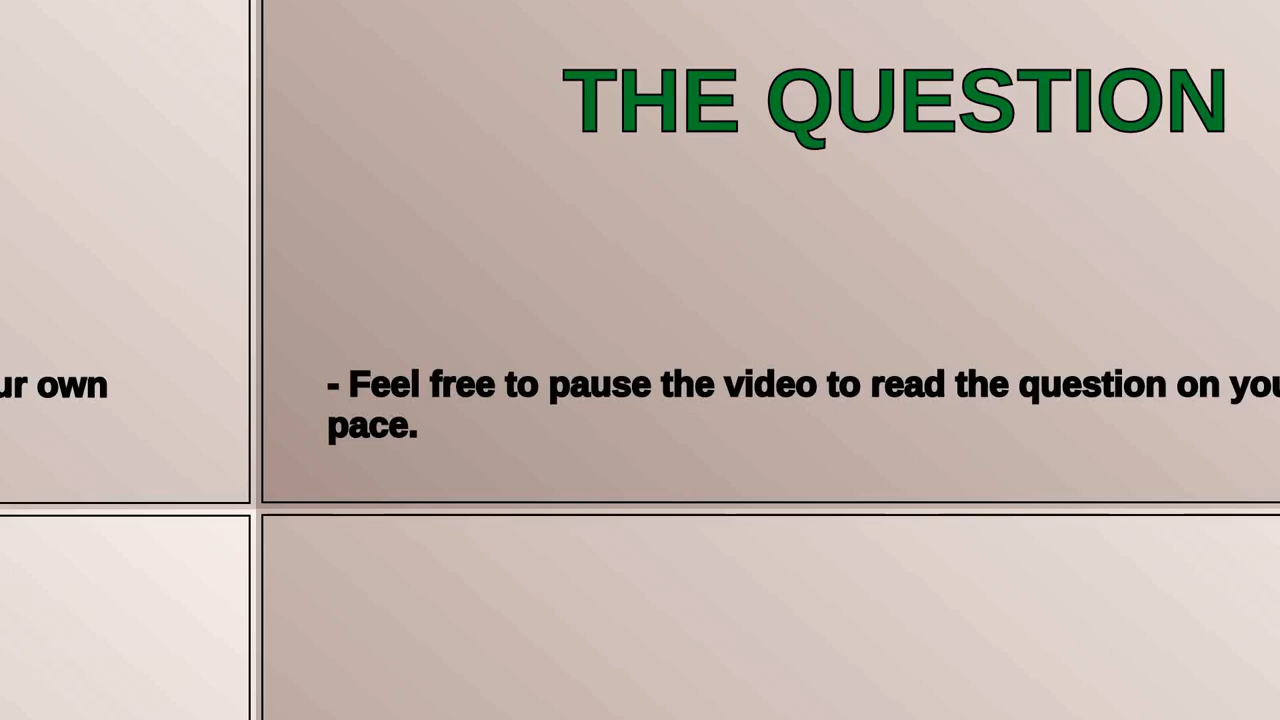 THE QUESTION
ur own
- Feel free to pause the video to read the question on you
pace.